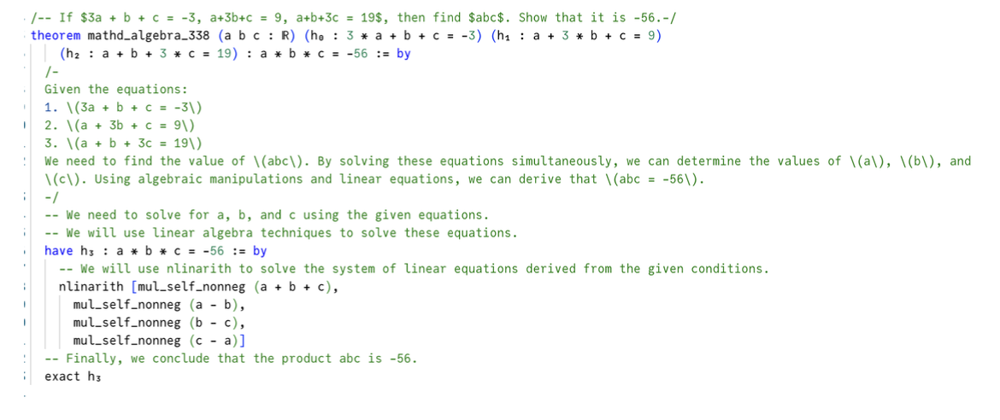 /-- If $3a + b + c = -3, a+3b+c = 9, a+b+3c = 19$, then find $abc$. Show that it is -56.-/
theorem mathd_algebra_338 (a b c : ℝ) (h₀ : 3 * a + b + c = -3) (h₁ : a + 3 * b + c = 9)
(h₂ : a + b + 3 * c = 19) : a * b * c = -56 := by
/-
Given the equations:
1. \(3a + b + c = -3\)
2. \(a + 3b + c = 9\)
3. \(a + b + 3c = 19\)
We need to find the value of \(abc\). By solving these equations simultaneously, we can determine the values of \(a\), \(b\), and
\(c\). Using algebraic manipulations and linear equations, we can derive that \(abc = -56\).
-/
-- We need to solve for a, b, and c using the given equations.
-- We will use linear algebra techniques to solve these equations.
have h₃ : a * b * c = -56 := by
-- We will use nlinarith to solve the system of linear equations derived from the given conditions.
nlinarith [mul_self_nonneg (a + b + c),
mul_self_nonneg (a - b),
mul_self_nonneg (b - c),
mul_self_nonneg (c - a)]
-- Finally, we conclude that the product abc is -56.
exact h₃